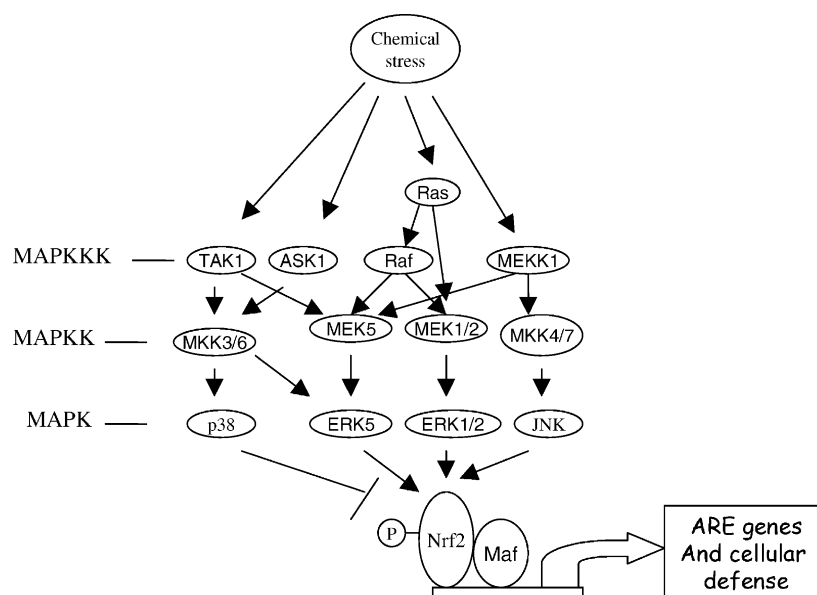 Chemical
stress
Ras
MAPKKK
TAK1
ASK1
Raf
MEKK1
MAPKK
MKK3/6
MEK5
MEK1/2
MKK4/7
MAPK
p38
ERK5
ERK1/2
JNK
P
Nrf2
Maf
ARE genes
And cellular
defense